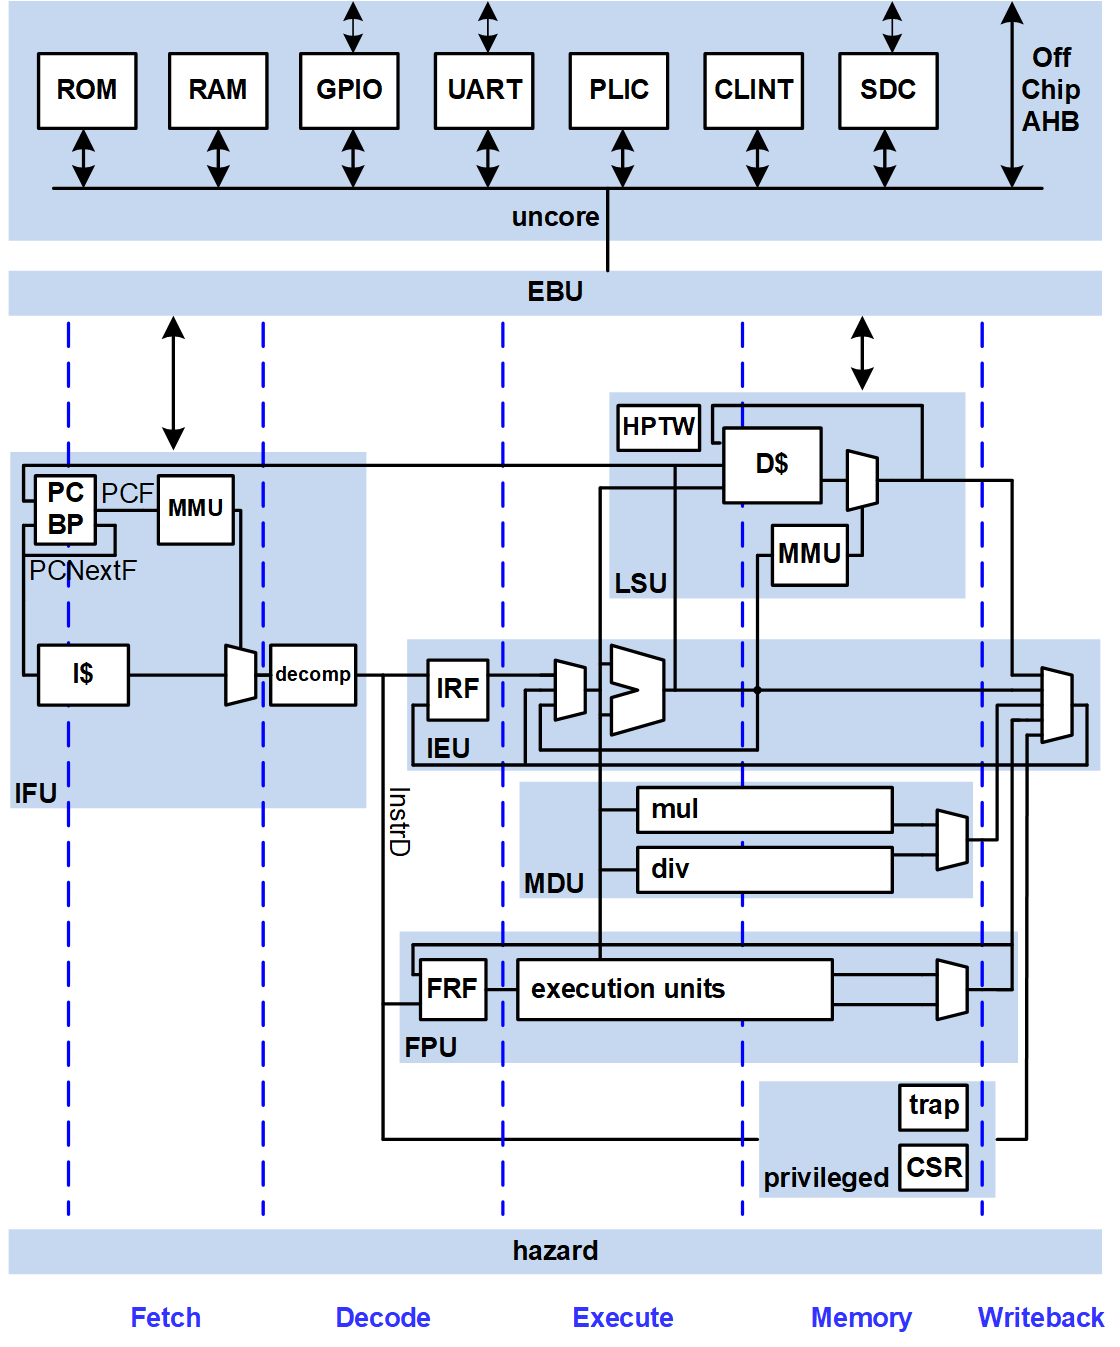 ROM
RAM
GPIO
UART
PLIC
CLINT
SDC
Off
Chip
AHB
uncore
EBU
HPTW
D$
MMU
LSU
PC
BP
PCF
MMU
PCNextF
I$
decomp
IFU
IRF
IEU
InstrD
mul
div
MDU
FRF
execution units
FPU
trap
CSR
privileged
hazard
Fetch
Decode
Execute
Memory
Writeback